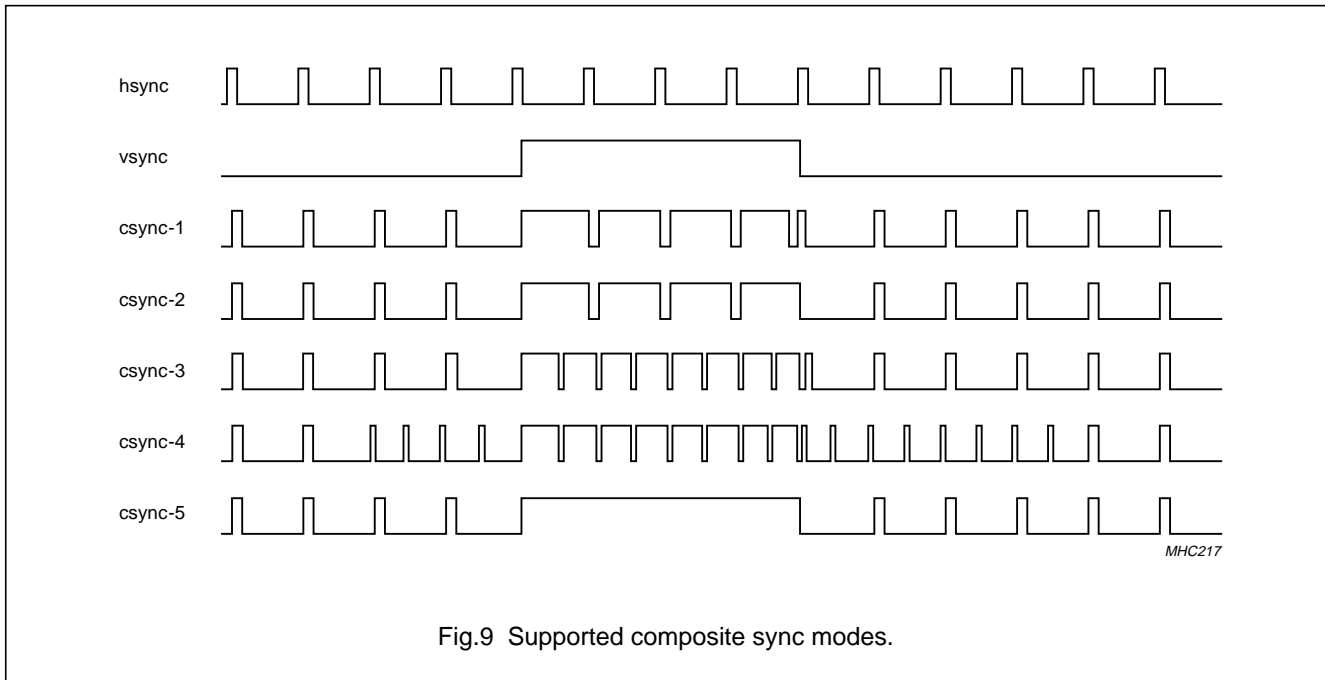 hsync
vsync
csync-1
csync-2
csync-3
csync-4
csync-5
MHC217
Fig.9 Supported composite sync modes.